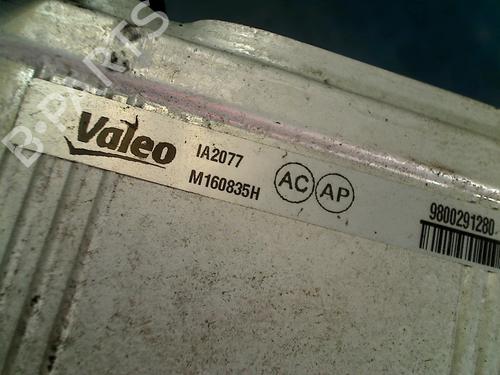 B-PARTS
Valeo
IA2077
M160835H
AC AP
9800291280